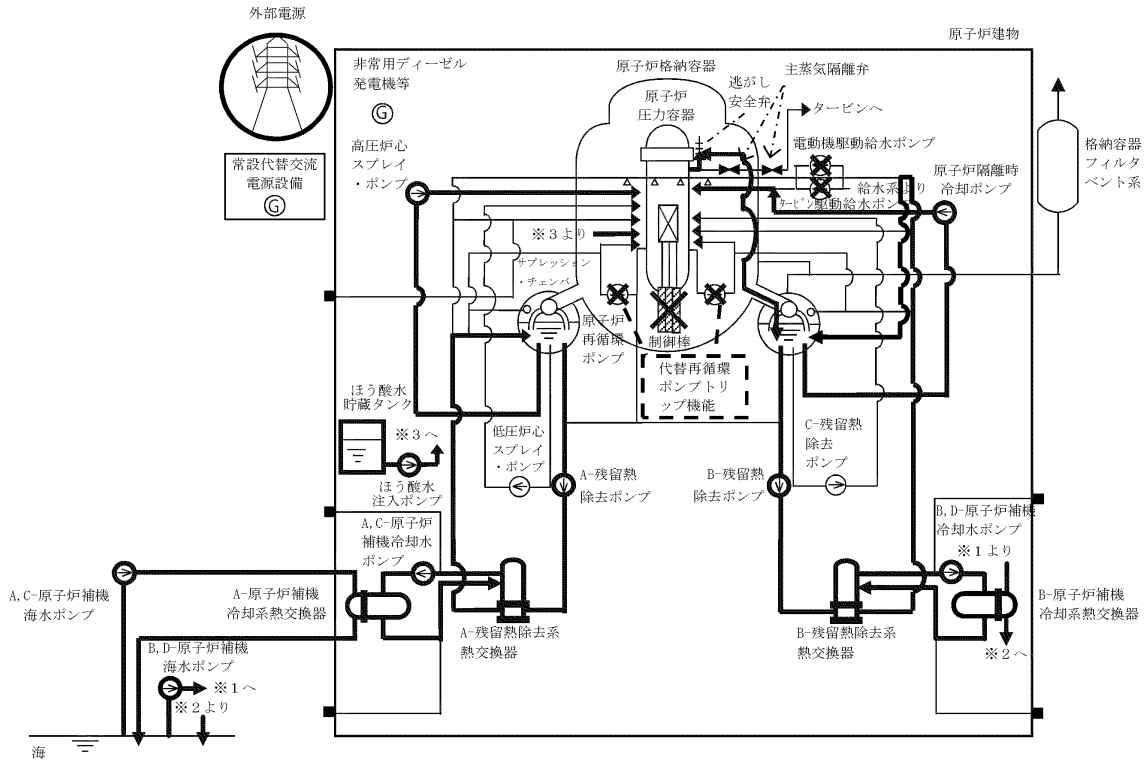 外部電源
原子炉建物
非常用ディーゼル
発電機等
G
常設代替交流
電源設備
G
原子炉格納容器
原子炉
圧力容器
逃がし
安全弁
主蒸気隔離弁
タービンへ
電動機駆動給水ポンプ
給水系より
タービン駆動給水ポン
原子炉隔離時
冷却ポンプ
格納容器
フィルタ
ベント系
高圧炉心
スプレイ
・ポンプ
※3より
サプレッション
・チェンバ
原子炉
再循環
ポンプ
制御棒
代替再循環
ポンプトリ
ップ機能
ほう酸水
貯蔵タンク
※3へ
ほう酸水
注入ポンプ
低圧炉心
スプレイ
・ポンプ
A-残留熱
除去ポンプ
B-残留熱
除去ポンプ
C-残留熱
除去
ポンプ
A,C-原子炉
補機冷却水
ポンプ
B,D-原子炉補機
冷却水ポンプ
※1より
A,C-原子炉補機
海水ポンプ
A-原子炉補機
冷却系熱交換器
A-残留熱除去系
熱交換器
B-残留熱除去系
熱交換器
B-原子炉補機
冷却系熱交換器
※2へ
B,D-原子炉補機
海水ポンプ
※1へ
※2より
海